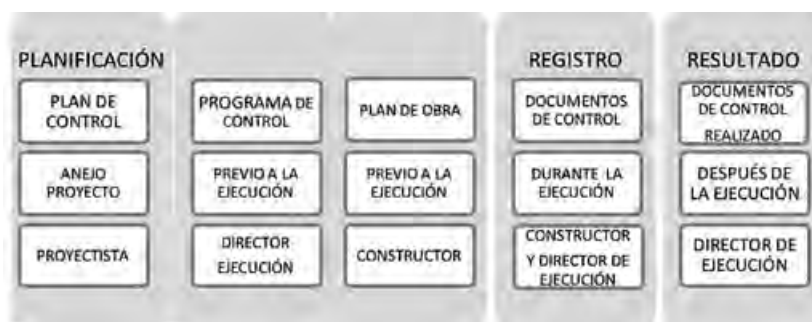 PLANIFICACIÓN
PLAN DE
CONTROL
ANEJO
PROYECTO
PROYECTISTA
PROGRAMA DE
CONTROL
PREVIO A LA
EJECUCIÓN
DIRECTOR
EJECUCIÓN
PLAN DE OBRA
PREVIO A LA
EJECUCIÓN
CONSTRUCTOR
REGISTRO
DOCUMENTOS
DE CONTROL
DURANTE LA
EJECUCIÓN
CONSTRUCTOR
Y DIRECTOR DE
EJECUCIÓN
RESULTADO
DOCUMENTOS
DE CONTROL
REALIZADO
DESPUÉS DE
LA EJECUCIÓN
DIRECTOR DE
EJECUCIÓN